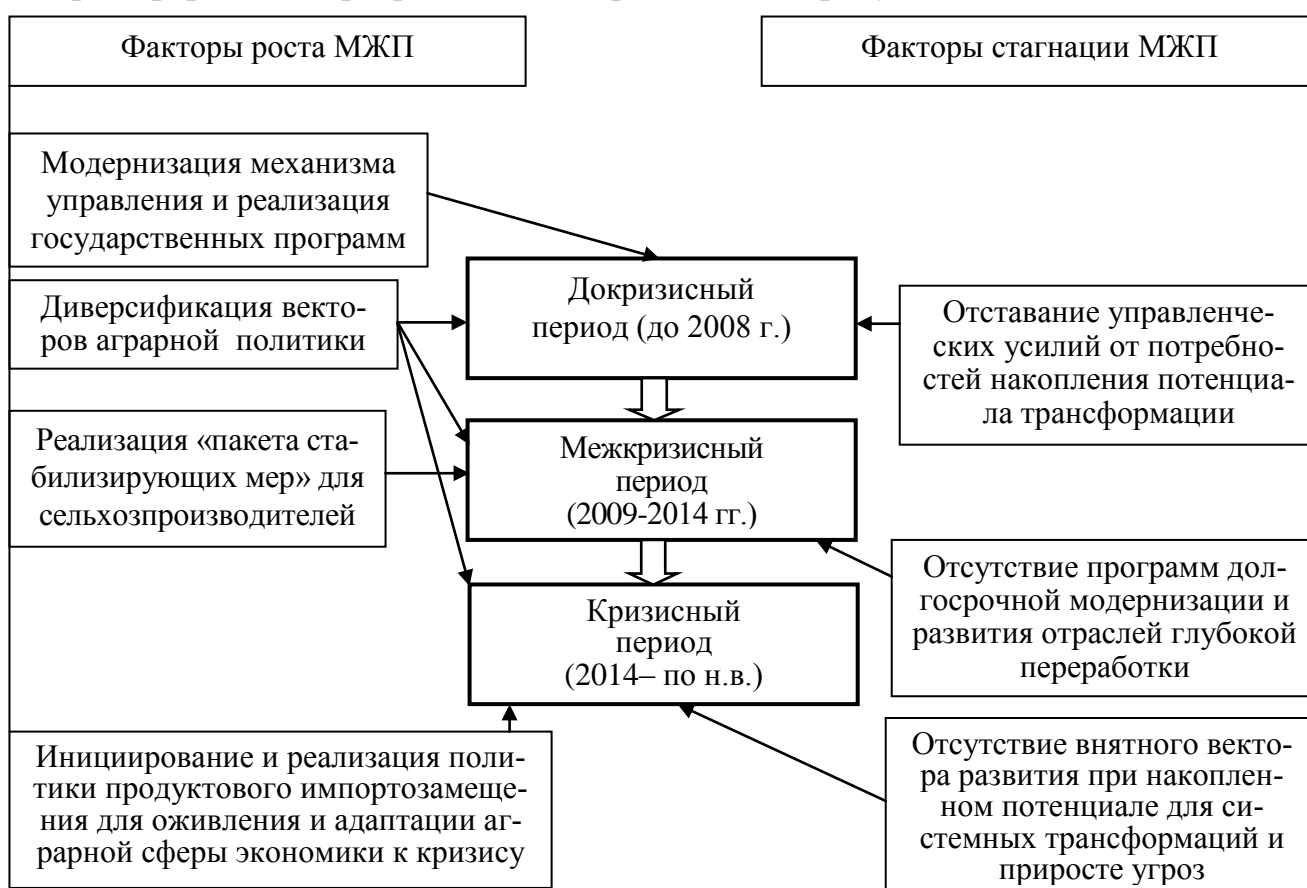 Факторы роста МЖП
Факторы стагнации МЖП
Модернизация механизма
управления и реализация
государственных программ
Диверсификация векто-
ров аграрной политики
Реализация «пакета ста-
билизирующих мер» для
сельхозпроизводителей
Инициирование и реализация поли-
тики продуктового импортозамеще-
ния для оживления и адаптации аг-
рарной сферы экономики к кризису
Докризисный
период (до 2008 г.)
Межкризисный
период
(2009-2014 гг.)
Кризисный
период
(2014– по н.в.)
Отставание управленче-
ских усилий от потребно-
стей накопления потенциа-
ла трансформации
Отсутствие программ дол-
госрочной модернизации и
развития отраслей глубокой
переработки
Отсутствие внятного векто-
ра развития при накоплен-
ном потенциале для си-
стемных трансформаций и
приросте угроз